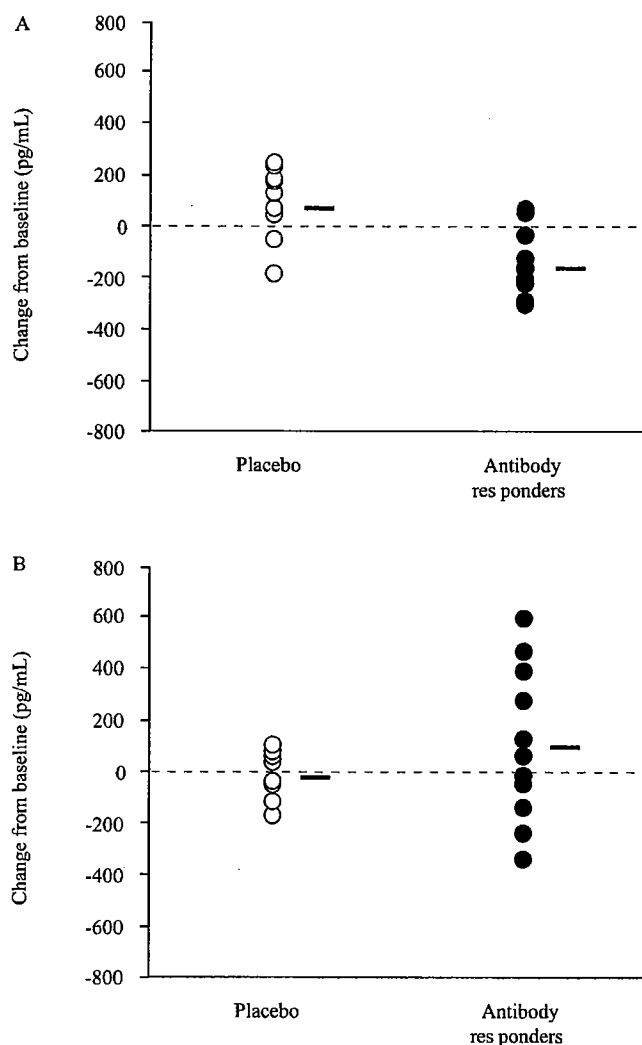 A
800
600
400
200
0
-200
-400
-600
-800
Change from baseline (pg/mL)
Placebo
Antibody
res ponders
B
800
600
400
200
0
-200
-400
-600
-800
Change from baseline (pg/mL)
Placebo
Antibody
res ponders